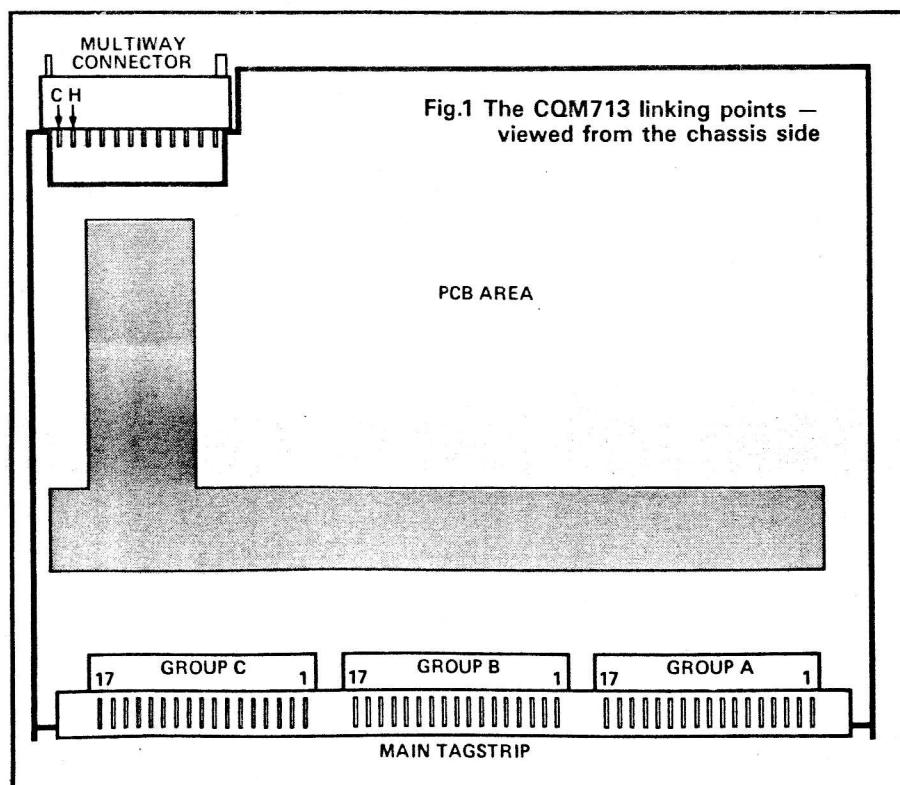 MULTIWAY
CONNECTOR
C H
Fig.1 The CQM713 linking points —
viewed from the chassis side
PCB AREA
GROUP C
17 1
GROUP B
17 1
GROUP A
17 1
MAIN TAGSTRIP